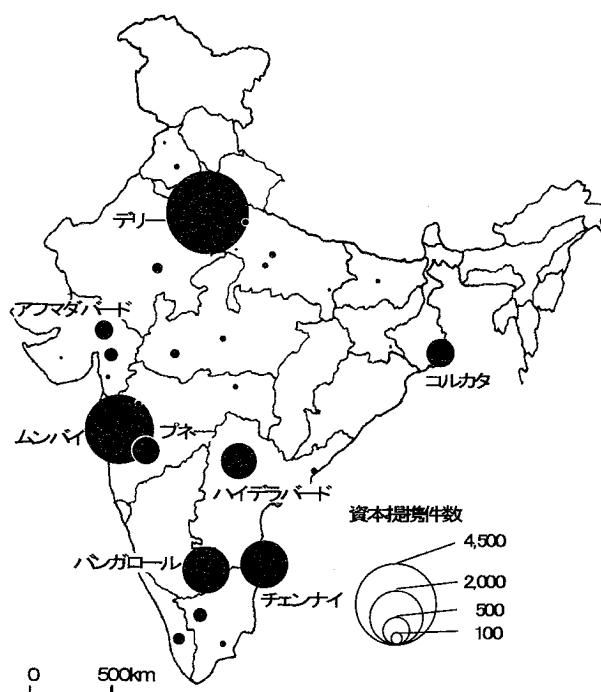 デリー
アフマダバード
コルカタ
ムンバイ
プネー
ハイデラバード
資本提携件数
4,500
2,000
500
100
バンガロール
チェンナイ
0 500km